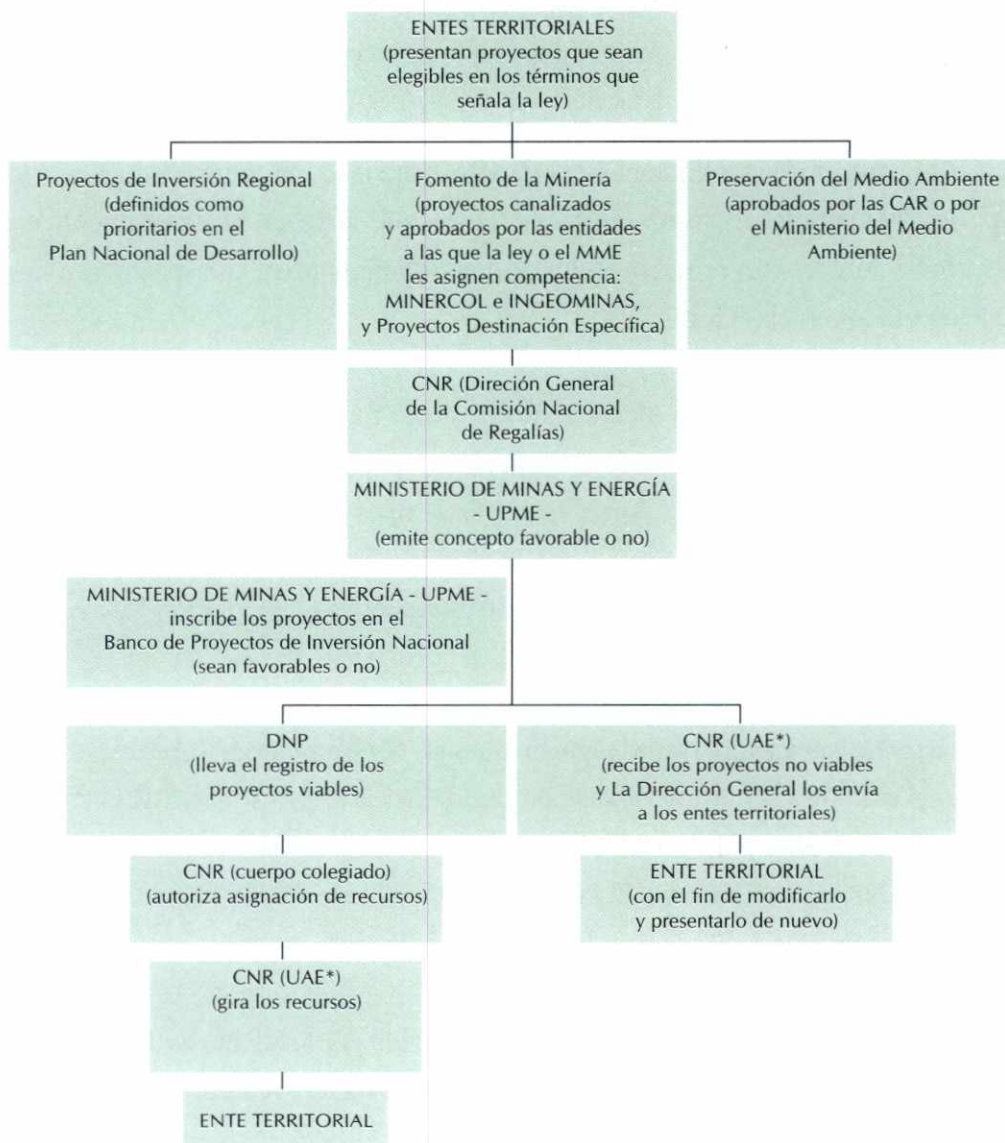 ENTES TERRITORIALES
(presentan proyectos que sean
elegibles en los términos que
señala la ley)
Proyectos de Inversión Regional
(definidos como
prioritarios en el
Plan Nacional de Desarrollo)
Fomento de la Minería
(proyectos canalizados
y aprobados por las entidades
a las que la ley o el MME
les asignen competencia:
MINERCOL e INGEOMINAS,
y Proyectos Destinación Específica)
Preservación del Medio Ambiente
(aprobados por las CAR o por
el Ministerio del Medio
Ambiente)
CNR (Direción General
de la Comisión Nacional
de Regalías)
MINISTERIO DE MINAS Y ENERGÍA
- UPME -
(emite concepto favorable o no)
MINISTERIO DE MINAS Y ENERGÍA - UPME -
inscribe los proyectos en el
Banco de Proyectos de Inversión Nacional
(sean favorables o no)
DNP
(lleva el registro de los
proyectos viables)
CNR (cuerpo colegiado)
(autoriza asignación de recursos)
CNR (UAE*)
(gira los recursos)
ENTE TERRITORIAL
CNR (UAE*)
(recibe los proyectos no viables
y La Dirección General los envía
a los entes territoriales)
ENTE TERRITORIAL
(con el fin de modificarlo
y presentarlo de nuevo)